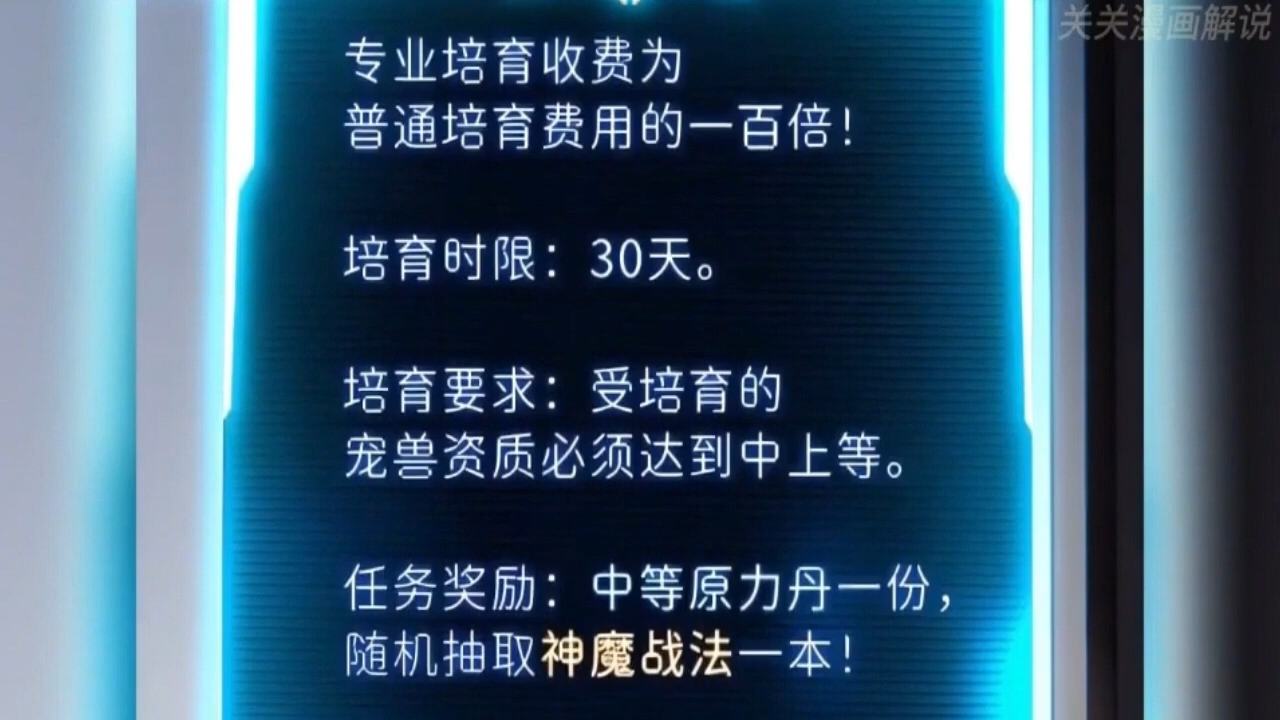 关关漫画解说
专业培育收费为
普通培育费用的一百倍！
培育时限：30天。
培育要求：受培育的
宠兽资质必须达到中上等。
任务奖励：中等原力丹一份，
随机抽取神魔战法一本！